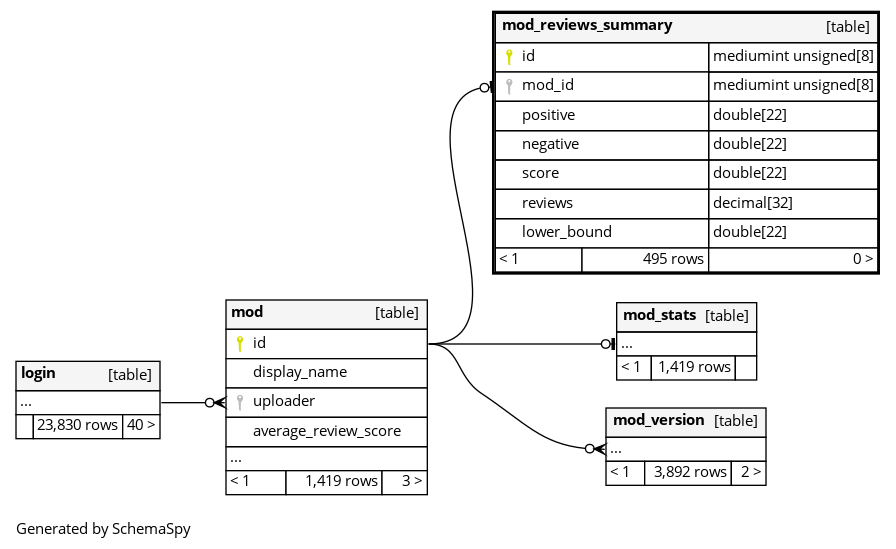 mod_reviews_summary [table]
id mediumint unsigned[8]
mod_id mediumint unsigned[8]
positive double[22]
negative double[22]
score double[22]
reviews decimal[32]
lower_bound double[22]
< 1 495 rows 0 >
mod [table]
id
display_name
uploader
average_review_score
...
< 1 1,419 rows 3 >
mod_stats [table]
...
< 1 1,419 rows
login [table]
...
23,830 rows 40 >
mod_version [table]
...
< 1 3,892 rows 2 >
Generated by SchemaSpy